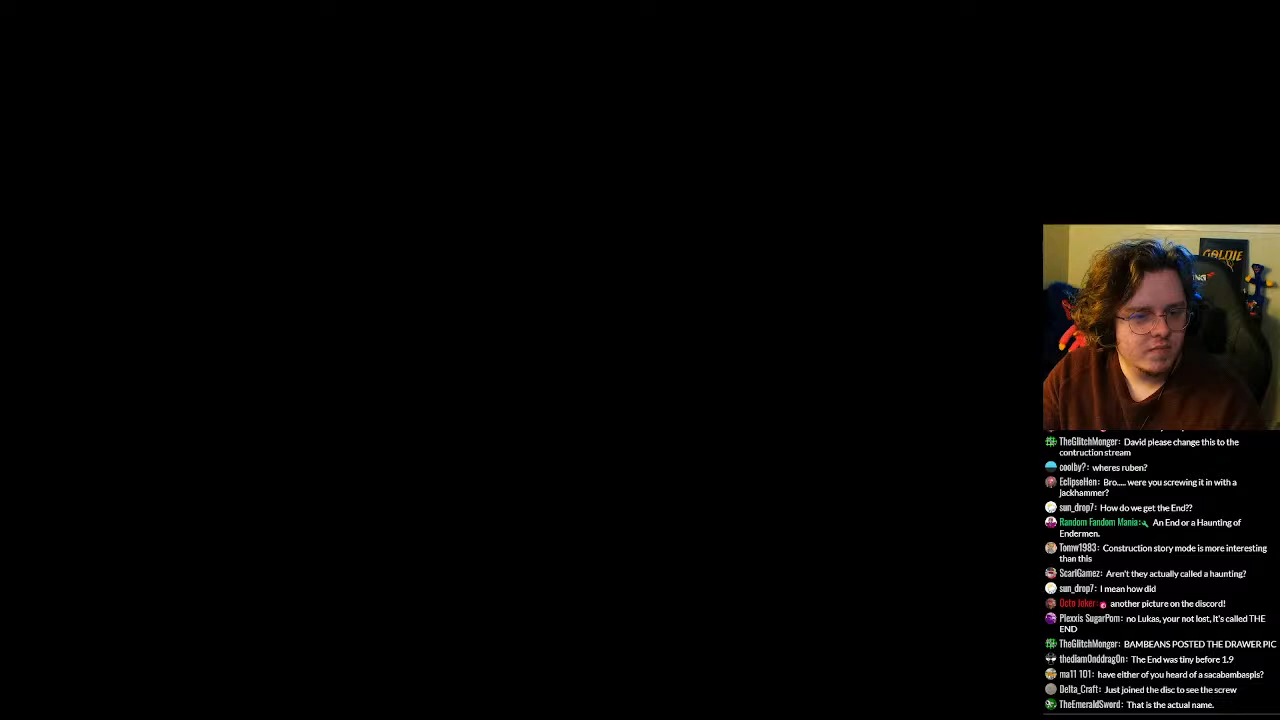 GOLDIE
TheGlitchMonger: David please change this to the
contruction stream
coolby?: wheres ruben?
EclipseHen: Bro..... were you screwing it in with a
jackhammer?
sun_drop7: How do we get the End??
Random Fandom Mania: An End or a Haunting of
Endermen.
Tomw1983: Construction story mode is more interesting
than this
ScarlGamez: Aren't they actually called a haunting?
sun_drop7: I mean how did
Octo Joker: another picture on the discord!
Plexxis SugarPom: no Lukas, your not lost, it's called THE
END
TheGlitchMonger: BAMBEANS POSTED THE DRAWER PIC
thediam0nddrag0n: The End was tiny before 1.9
ma11 101: have either of you heard of a sacabambaspis?
Delta_Craft: Just joined the disc to see the screw
TheEmeraldSword: That is the actual name.